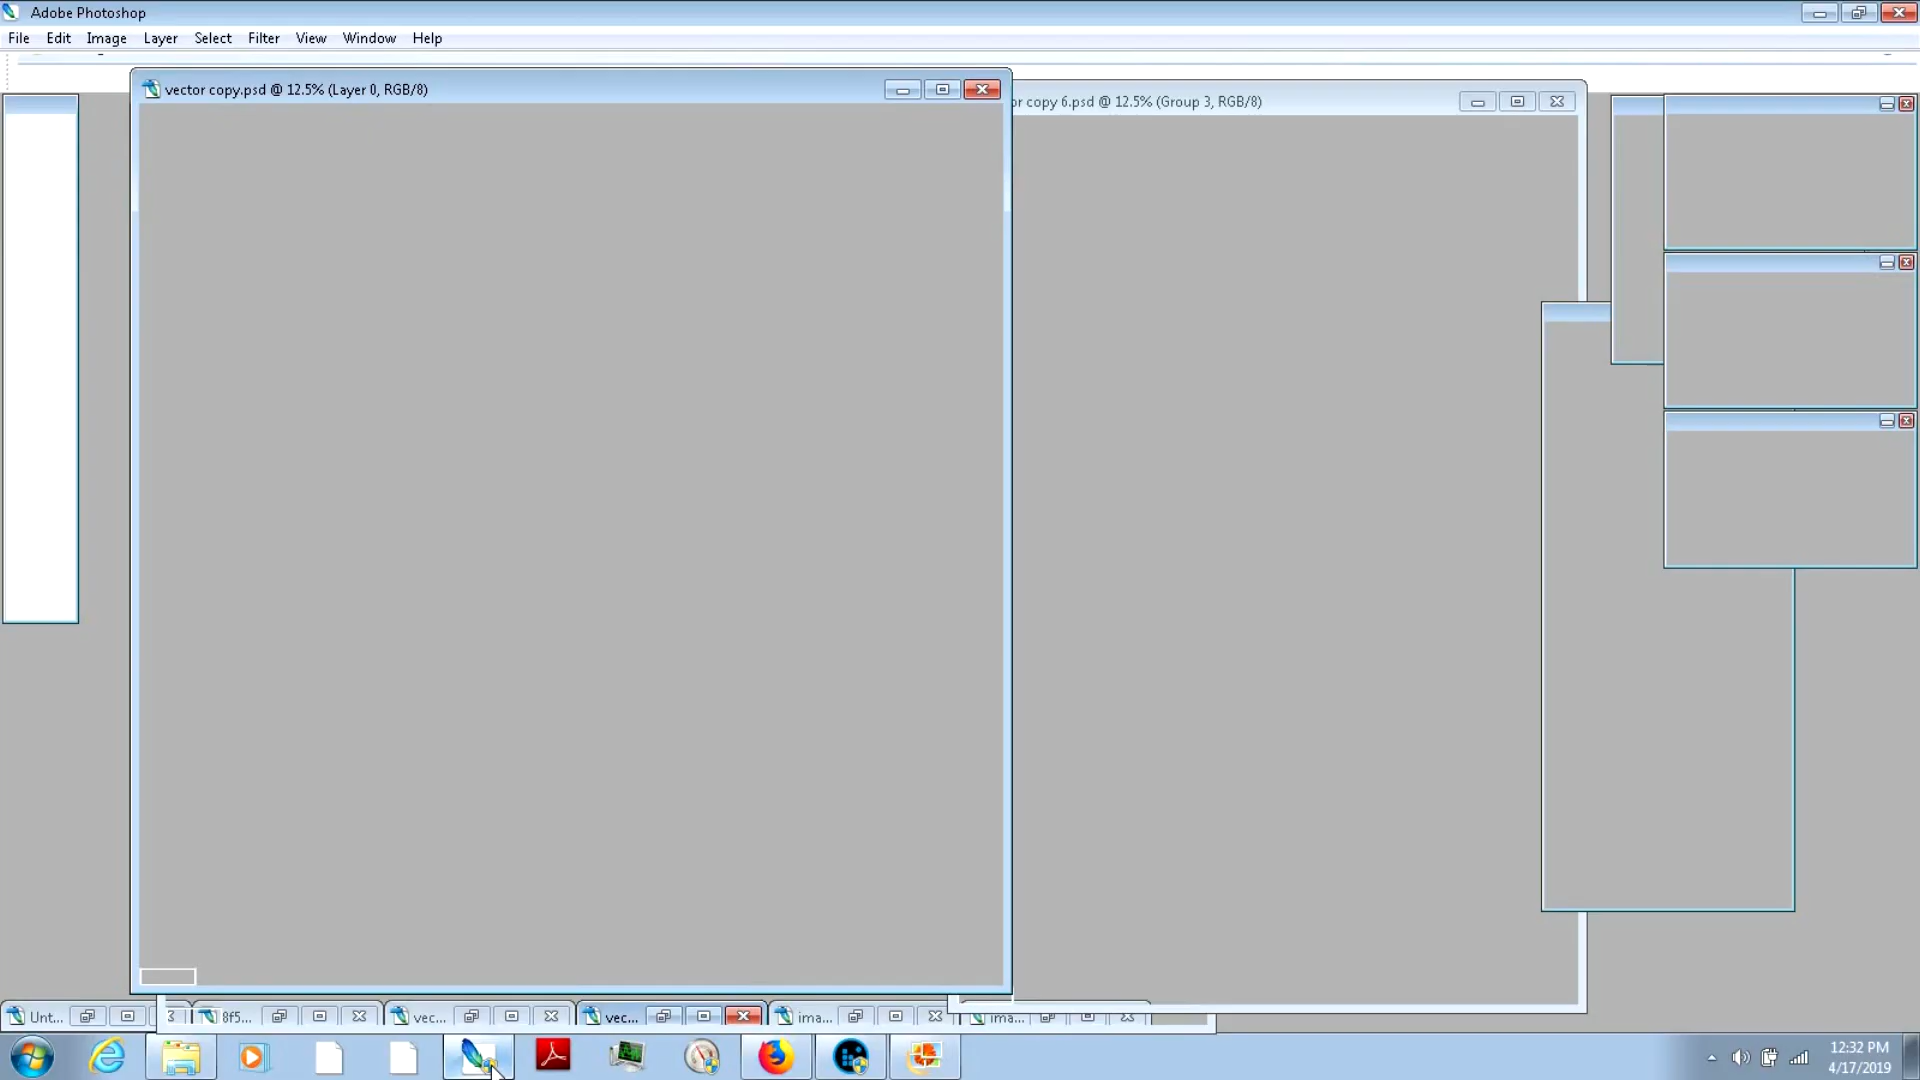 Adobe Photoshop
File Edit Image Layer Select Filter View Window Help
vector copy.psd @ 12.5% (Layer 0, RGB/8)
or copy 6.psd @ 12.5% (Group 3, RGB/8)
Unt... 3 8f5... vec... vec... ima... ima...
12:32 PM
4/17/2019